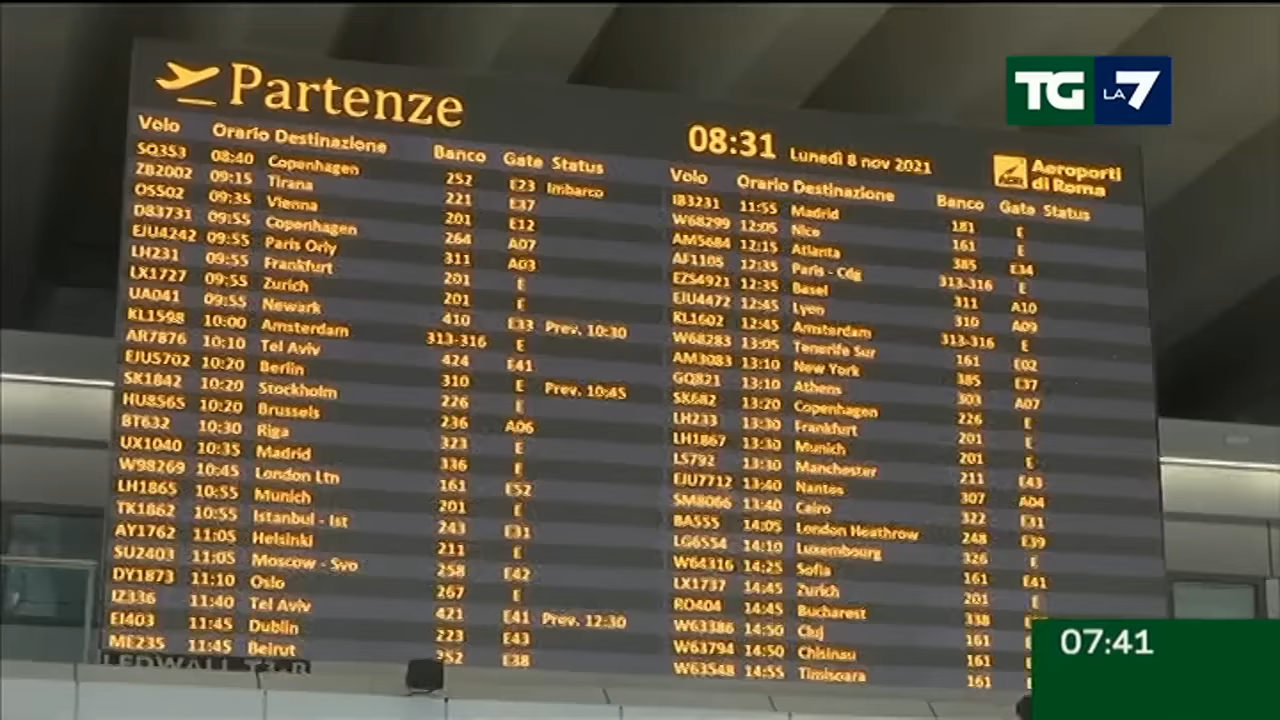 TG LA7
Partenze
08:31 Lunedì 8 nov 2021
Aeroporti
di Roma
Volo Orario Destinazione Banco Gate Status
SQ353 08:40 Copenhagen 252 E23 Imbarco
ZB2002 09:15 Tirana 221 E37
OS502 09:35 Vienna 201 E12
D83731 09:55 Copenhagen 264 A07
EJU4242 09:55 Paris Orly 311 A03
LH231 09:55 Frankfurt 201 E
LX1727 09:55 Zurich 201 E
UA041 09:55 Newark 410 E33 Prev. 10:30
KL1598 10:00 Amsterdam 313-316 E
AR7876 10:10 Tel Aviv 424 E41
EJU5702 10:20 Berlin 310 E Prev. 10:45
SK1842 10:20 Stockholm 226 E
HU8565 10:20 Brussels 236 A06
BT632 10:30 Riga 323 E
UX1040 10:35 Madrid 336 E
W98269 10:45 London Ltn 161 E52
LH1865 10:55 Munich 201 E
TK1862 10:55 Istanbul - Ist 243 E31
AY1762 11:05 Helsinki 211 E
SU2403 11:05 Moscow - Svo 258 E42
DY1873 11:10 Oslo 267 E
IZ336 11:40 Tel Aviv 421 E41 Prev. 12:30
EI403 11:45 Dublin 223 E43
ME235 11:45 Beirut 252 E38
LEDWALL T3-R
Volo Orario Destinazione Banco Gate Status
IB3231 11:55 Madrid 181 E
W68299 12:05 Nice 161 E
AM5684 12:15 Atlanta 385 E34
AF1105 12:35 Paris - Cdg 313-316 E
EZS4921 12:35 Basel 311 A10
EJU4472 12:45 Lyon 310 A09
KL1602 12:45 Amsterdam 313-316 E
W68283 13:05 Tenerife Sur 161 E02
AM3083 13:10 New York 385 E37
GQ821 13:10 Athens 303 A07
SK682 13:20 Copenhagen 226 E
LH233 13:30 Frankfurt 201 E
LH1867 13:30 Munich 201 E
LS792 13:30 Manchester 211 E43
EJU7712 13:40 Nantes 307 A04
SM8066 13:40 Cairo 322 E31
BA555 14:05 London Heathrow 248 E39
LG6554 14:10 Luxembourg 326 E
W64316 14:25 Sofia 161 E41
LX1737 14:45 Zurich 201 E
RO404 14:45 Bucharest 338
W63386 14:50 Cluj 161
W63794 14:50 Chisinau 161
W63548 14:55 Timisoara 161
07:41